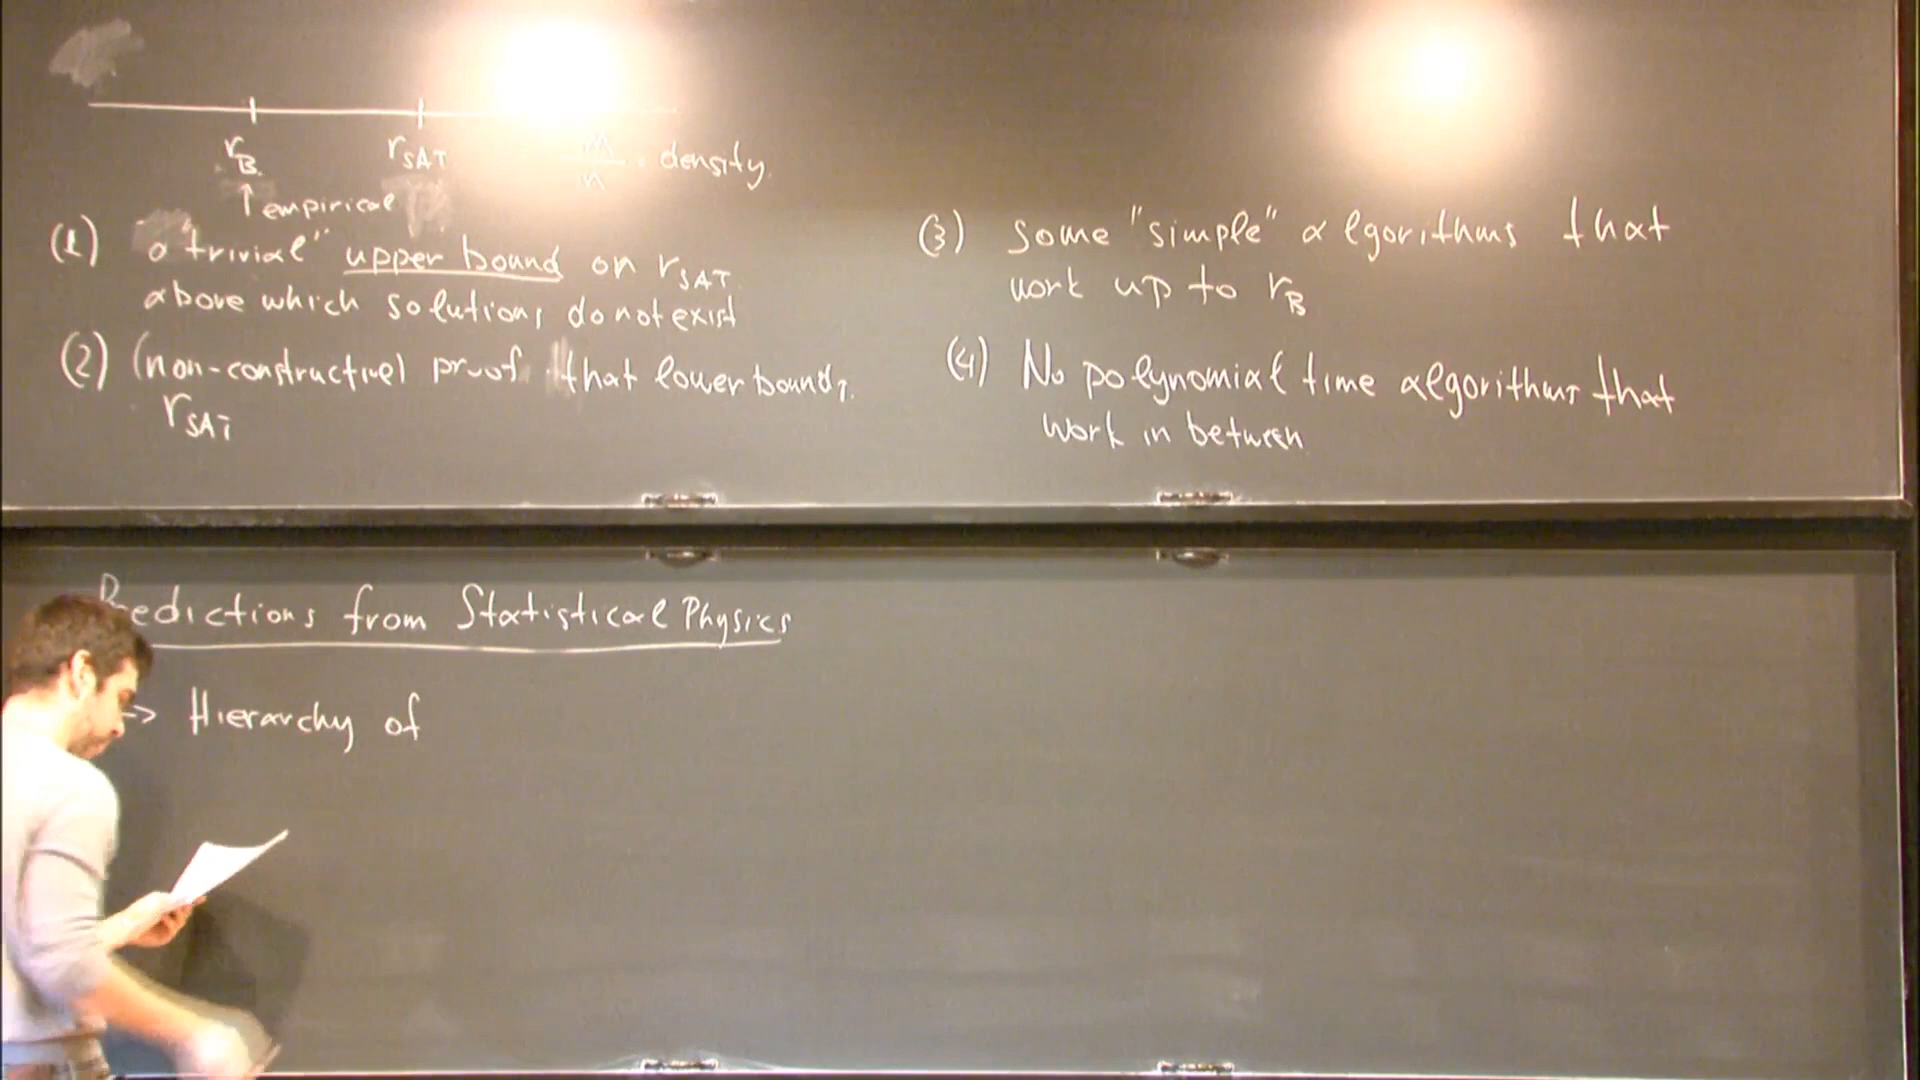 r_B r_SAT m/n · density
↑ empirical
(1) a "trivial" upper bound on r_SAT
above which solutions do not exist
(2) (non-constructive) proof that lower bounds
r_SAT
(3) some "simple" algorithms that
work up to r_B
(4) No polynomial time algorithms that
work in between
Predictions from Statistical Physics
→ Hierarchy of